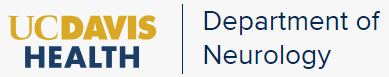 UCDAVIS
HEALTH
Department of
Neurology